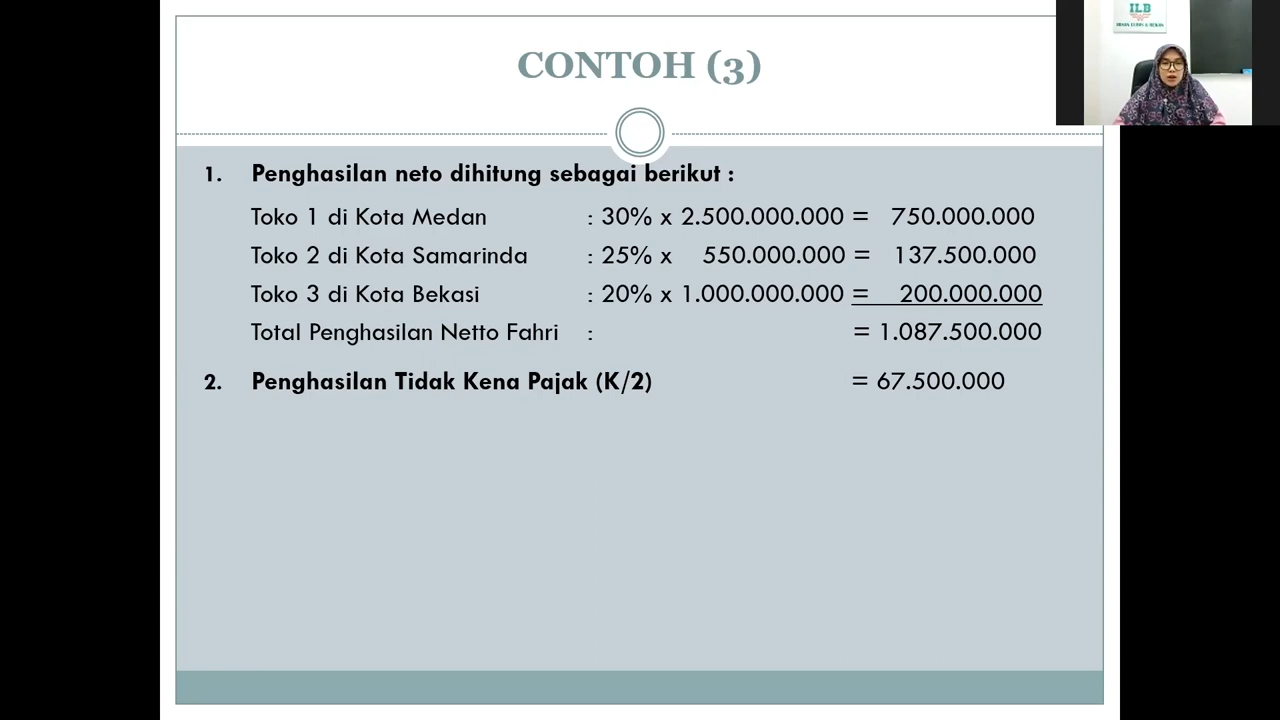 ILB
CONTOH (3)
1. Penghasilan neto dihitung sebagai berikut :
Toko 1 di Kota Medan : 30% x 2.500.000.000 = 750.000.000
Toko 2 di Kota Samarinda : 25% x 550.000.000 = 137.500.000
Toko 3 di Kota Bekasi : 20% x 1.000.000.000 = 200.000.000
Total Penghasilan Netto Fahri : = 1.087.500.000
2. Penghasilan Tidak Kena Pajak (K/2) = 67.500.000